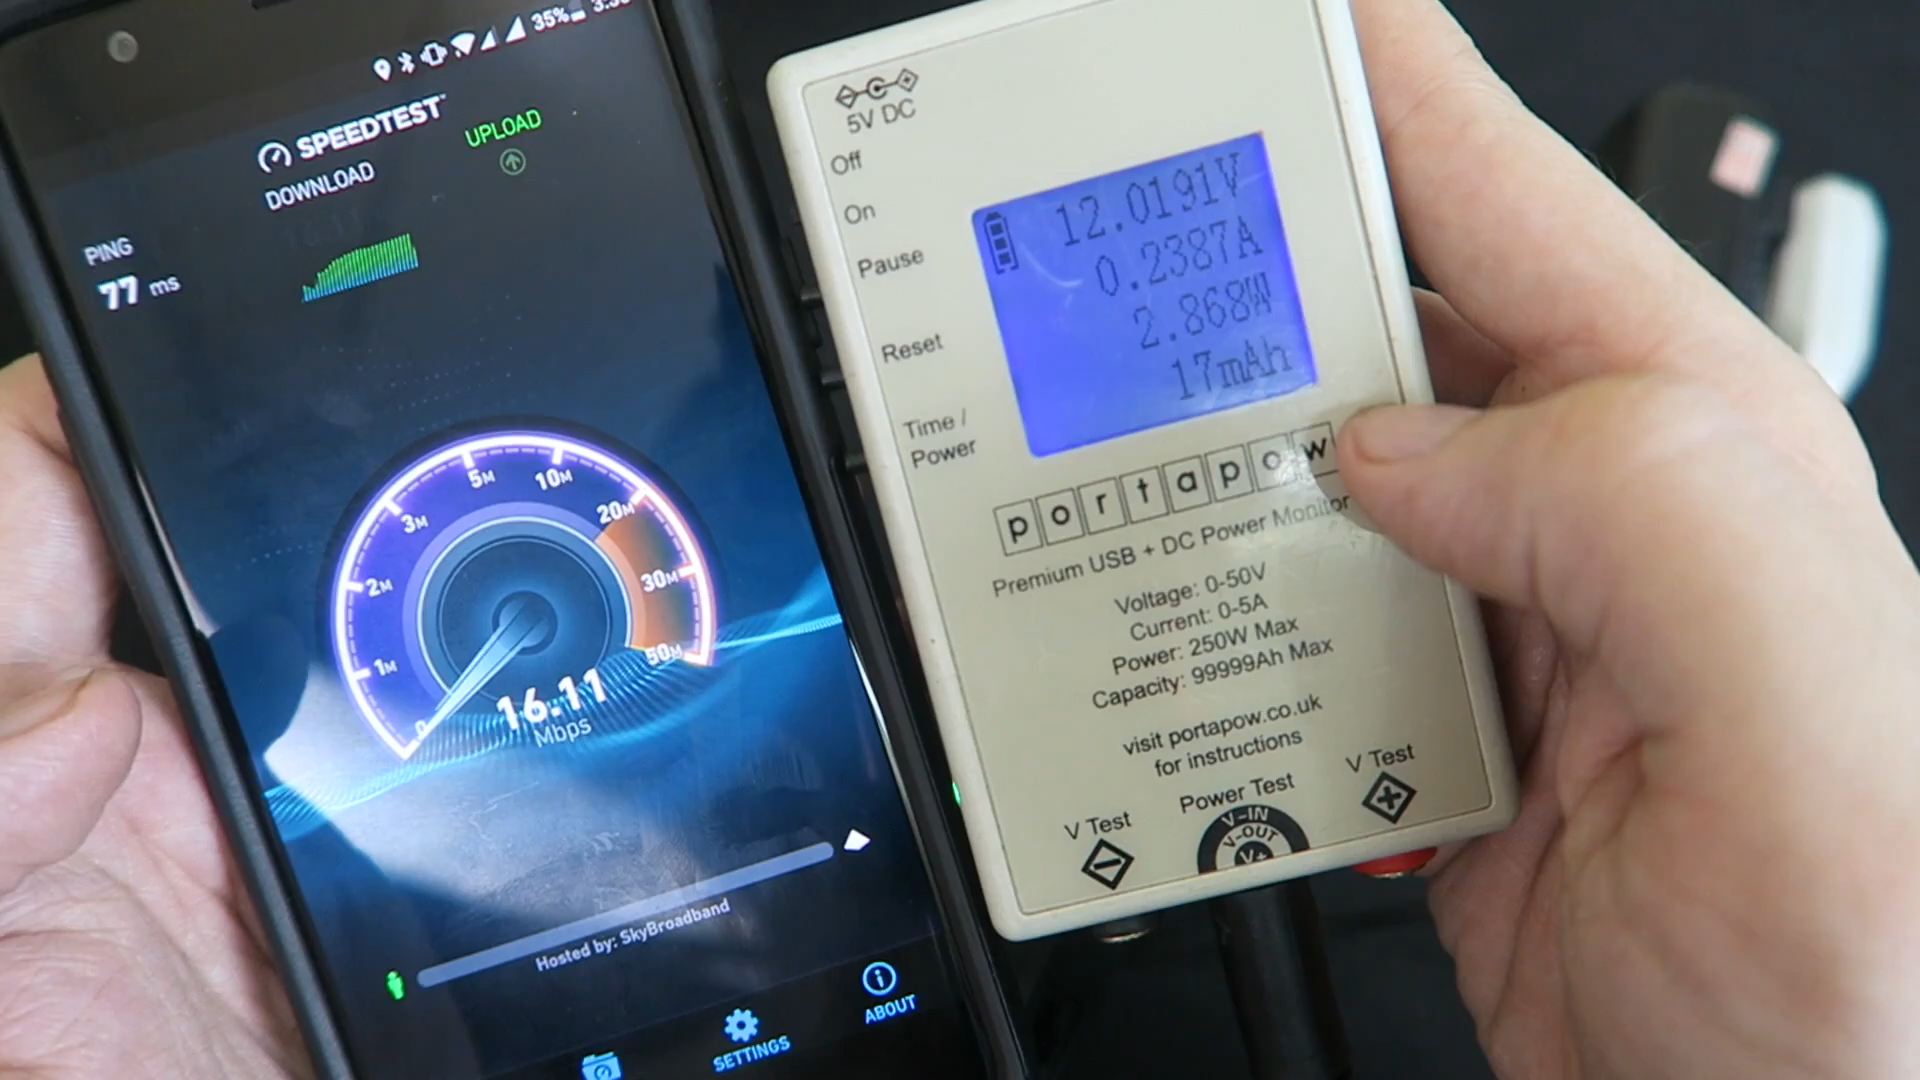 35%
SPEEDTEST
DOWNLOAD
UPLOAD
PING
77 ms
5M
10M
3M
20M
2M
30M
1M
50M
0
16.11
Mbps
Hosted by: SkyBroadband
SETTINGS
ABOUT
5V DC
Off
On
Pause
Reset
Time /
Power
12.0191V
0.2387A
2.868W
17mAh
portapow
Premium USB + DC Power Monitor
Voltage: 0-50V
Current: 0-5A
Power: 250W Max
Capacity: 99999Ah Max
visit portapow.co.uk
for instructions
V Test
Power Test
V Test
V-IN
V-OUT
V+